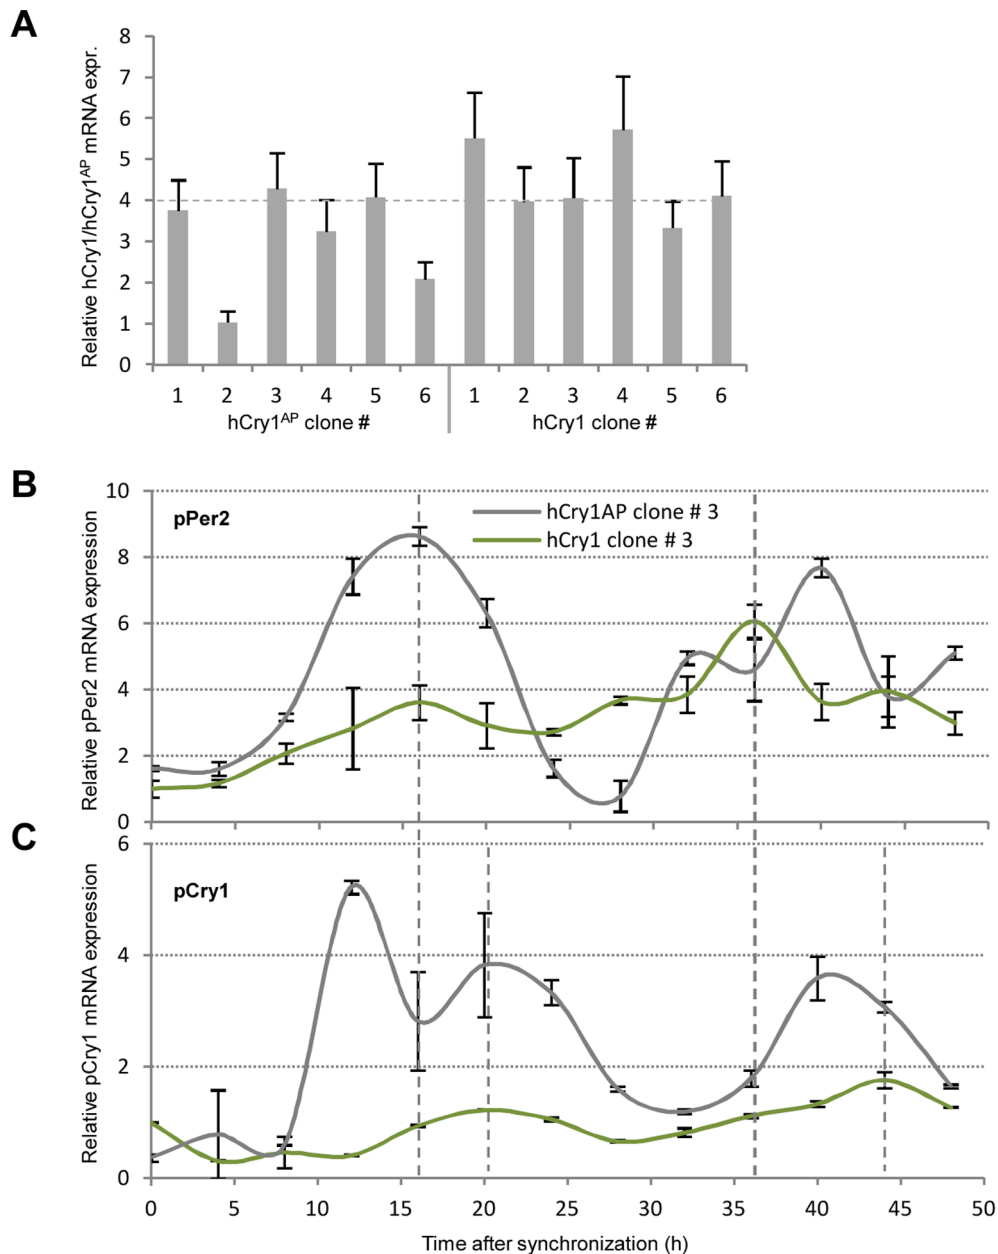 A
Relative hCry1/hCry1AP mRNA expr.
8
7
6
5
4
3
2
1
0
1 2 3 4 5 6 1 2 3 4 5 6
hCry1AP clone # hCry1 clone #
B
Relative pPer2 mRNA expression
10
8
6
4
2
0
pPer2
hCry1AP clone # 3
hCry1 clone # 3
C
Relative pCry1 mRNA expression
6
4
2
0
pCry1
0 5 10 15 20 25 30 35 40 45 50
Time after synchronization (h)